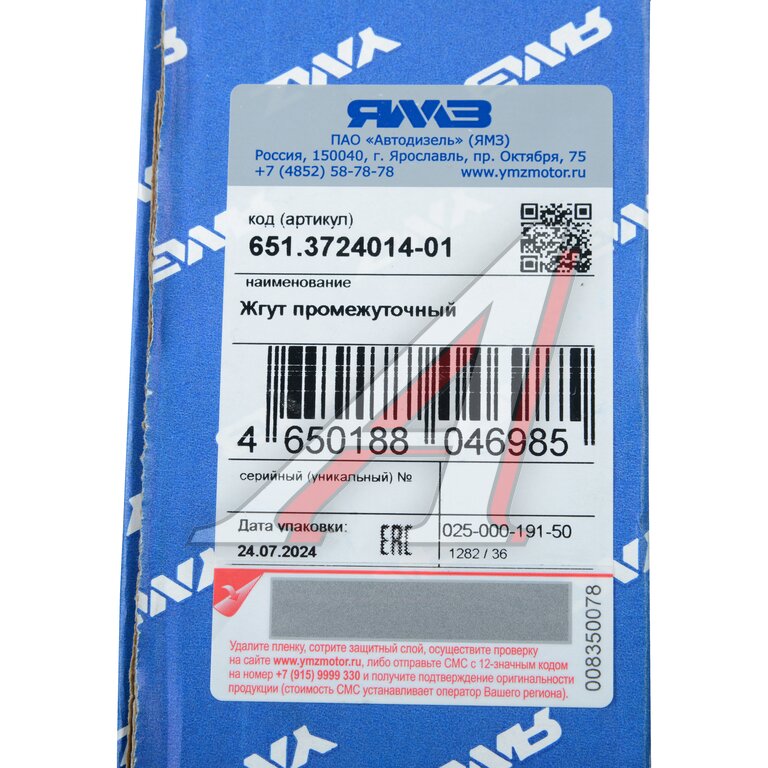 ЯМЗ
ПАО «Автодизель» (ЯМЗ)
Россия, 150040, г. Ярославль, пр. Октября, 75
+7 (4852) 58-78-78 www.ymzmotor.ru
код (артикул)
651.3724014-01
наименование
Жгут промежуточный
4 650188 046985
серийный (уникальный) №
Дата упаковки:
24.07.2024
EAC
025-000-191-50
1282 / 36
Удалите пленку, сотрите защитный слой, осуществите проверку
на сайте www.ymzmotor.ru, либо отправьте СМС с 12-значным кодом
на номер +7 (915) 9999 330 и получите подтверждение оригинальности
продукции (стоимость СМС устанавливает оператор Вашего региона).
008350078